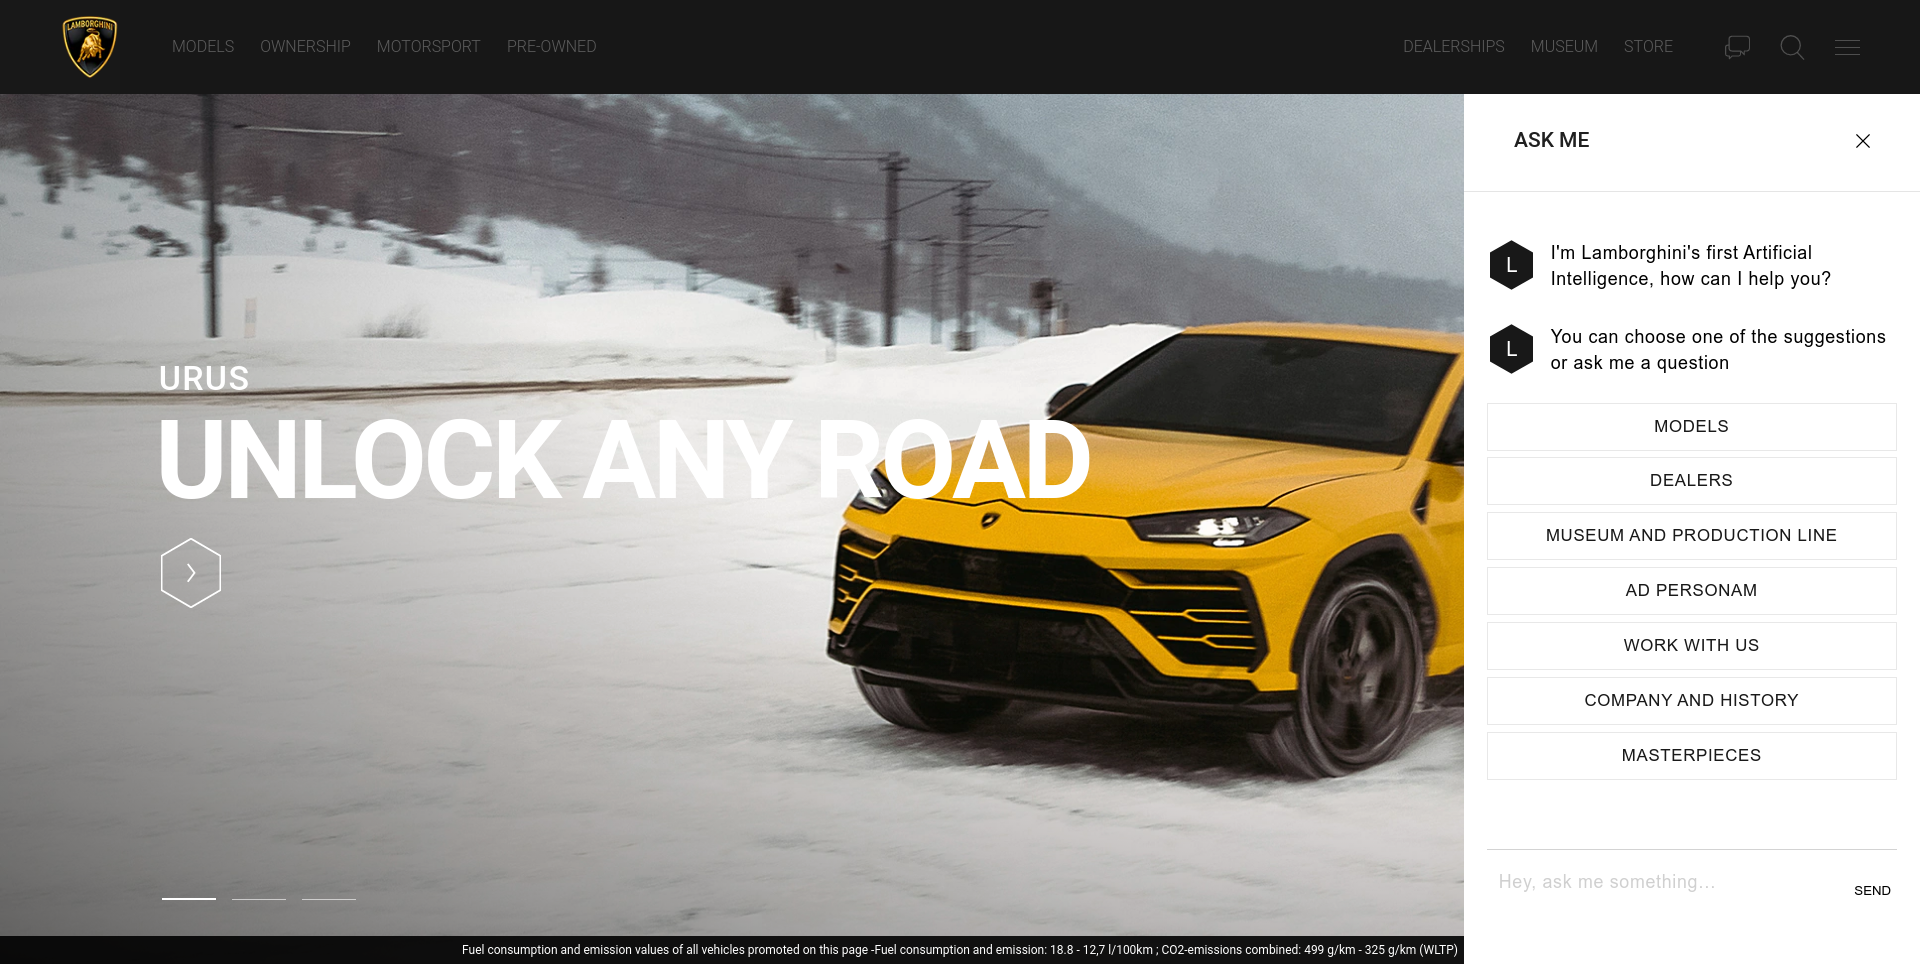 LAMBORGHINI
MODELS OWNERSHIP MOTORSPORT PRE-OWNED
DEALERSHIPS MUSEUM STORE
URUS
UNLOCK ANY ROAD
Fuel consumption and emission values of all vehicles promoted on this page -Fuel consumption and emission: 18.8 - 12,7 l/100km ; CO2-emissions combined: 499 g/km - 325 g/km (WLTP)
ASK ME
L
I'm Lamborghini's first Artificial
Intelligence, how can I help you?
L
You can choose one of the suggestions
or ask me a question
MODELS
DEALERS
MUSEUM AND PRODUCTION LINE
AD PERSONAM
WORK WITH US
COMPANY AND HISTORY
MASTERPIECES
Hey, ask me something...
SEND